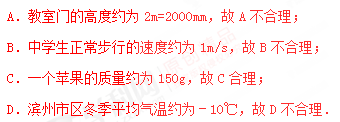 A．教室门的高度约为 2m=2000mm，故 A 不合理；
B．中学生正常步行的速度约为 1m/s，故 B 不合理；
C．一个苹果的质量约为 150g，故 C 合理；
D．滨州市区冬季平均气温约为﹣10℃，故 D 不合理．